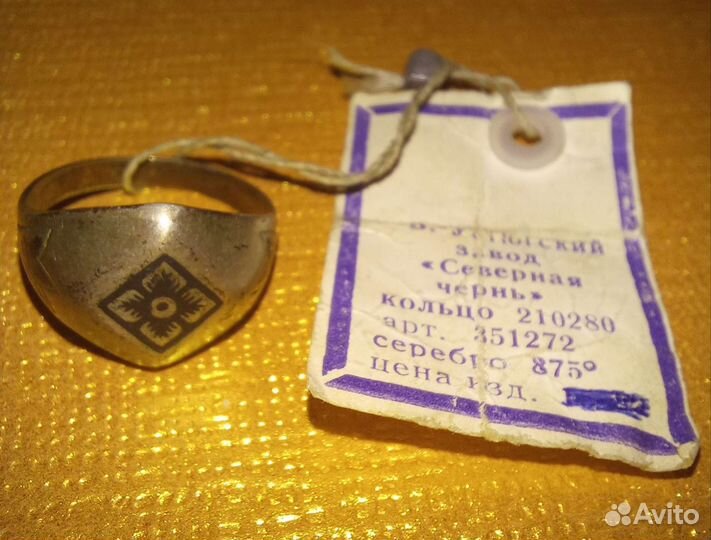 завод
«Северная
чернь»
кольцо 210280
арт. 351272
серебро 875°
цена изд.
Avito